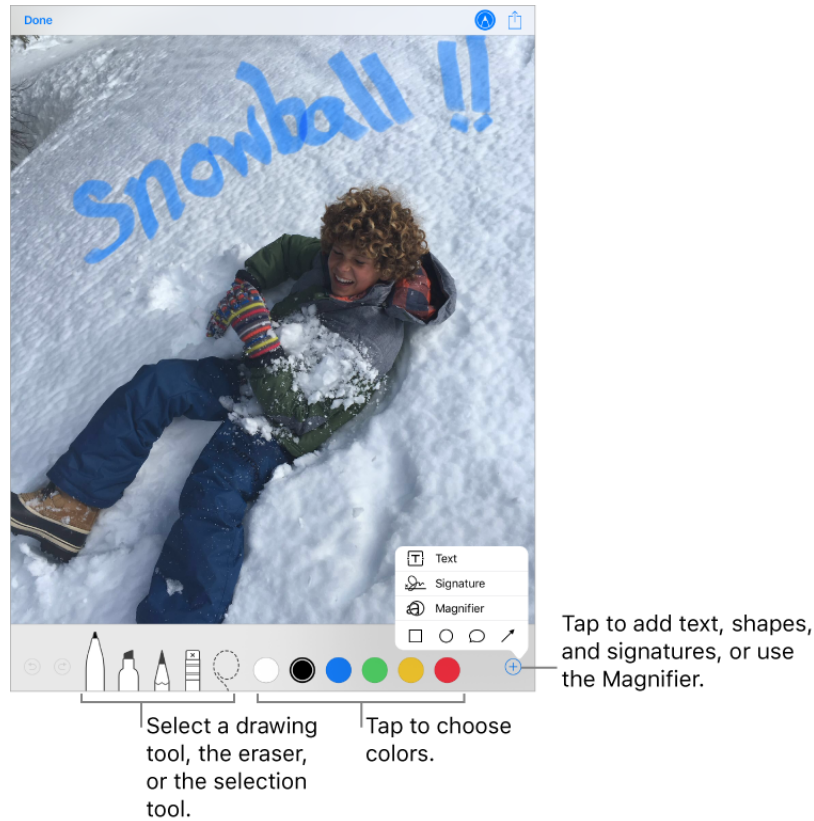 Done
snowball !!
Text
Signature
Magnifier
Tap to add text, shapes,
and signatures, or use
the Magnifier.
Select a drawing
tool, the eraser,
or the selection
tool.
Tap to choose
colors.